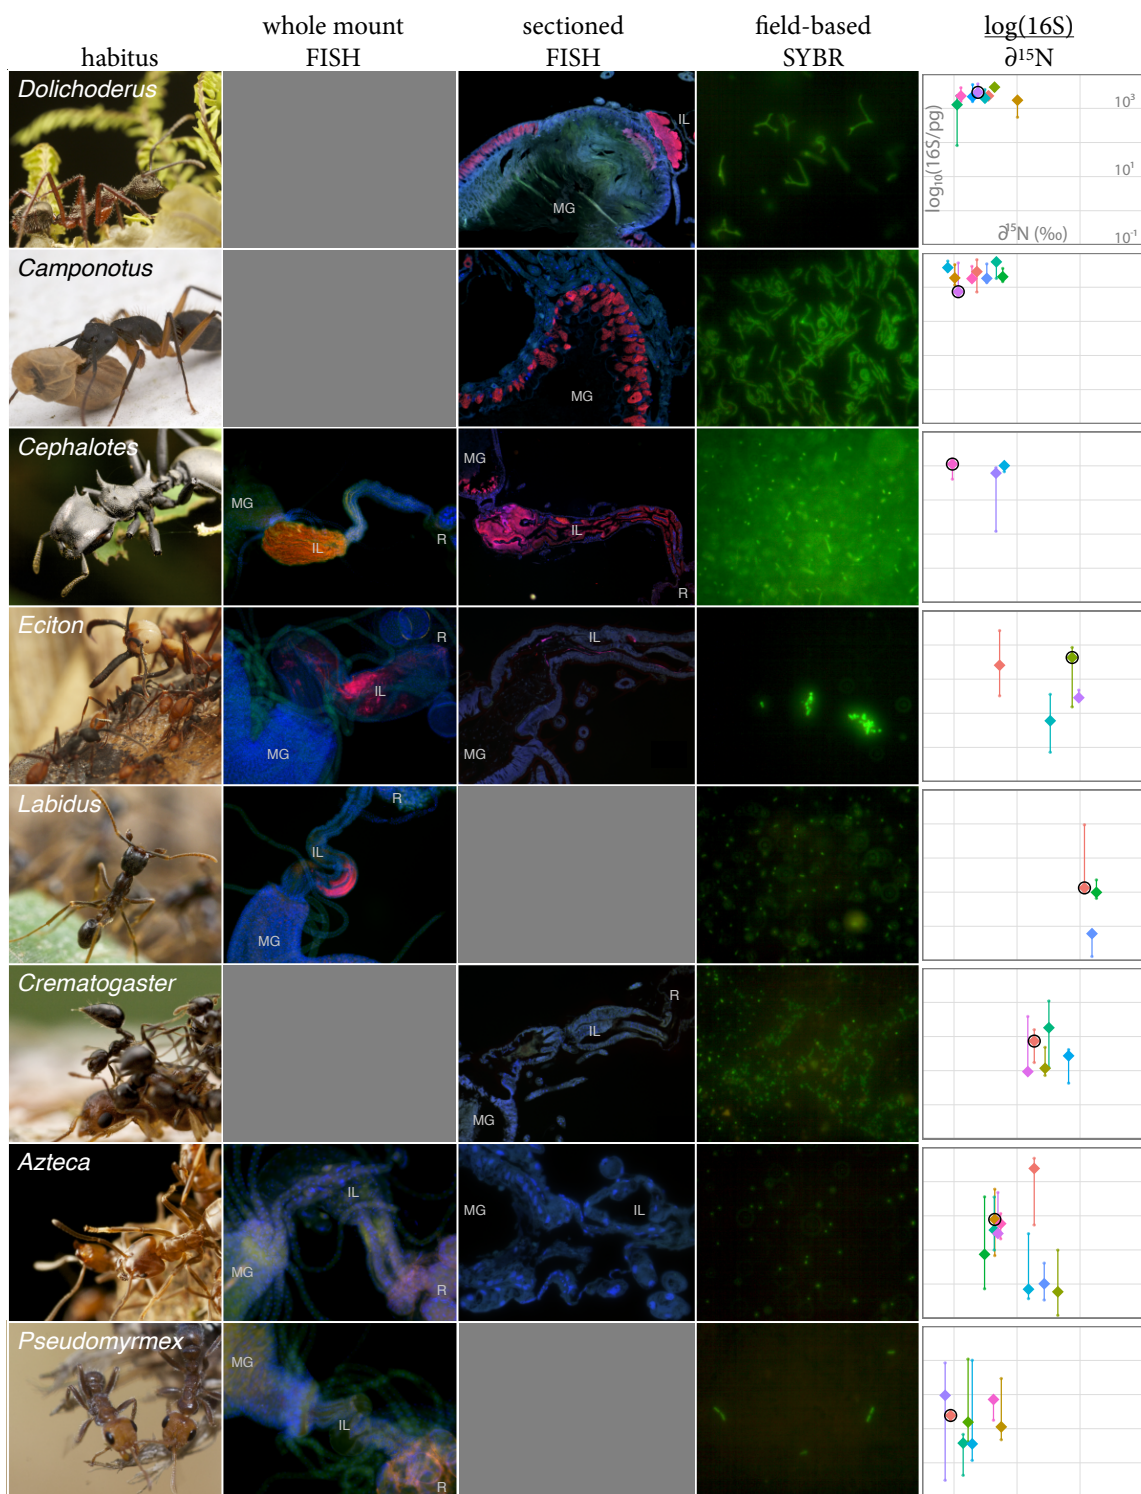 habitus
whole mount
FISH
sectioned
FISH
field-based
SYBR
log(16S)
∂¹⁵N
Dolichoderus
MG
IL
log₁₀(16S/pg)
10³
10¹
10⁻¹
∂¹⁵N (‰)
Camponotus
MG
MG
Cephalotes
MG
IL
R
MG
IL
R
Eciton
MG
IL
R
MG
IL
Labidus
MG
IL
R
Crematogaster
MG
IL
R
Azteca
MG
IL
R
MG
IL
Pseudomyrmex
MG
IL
R